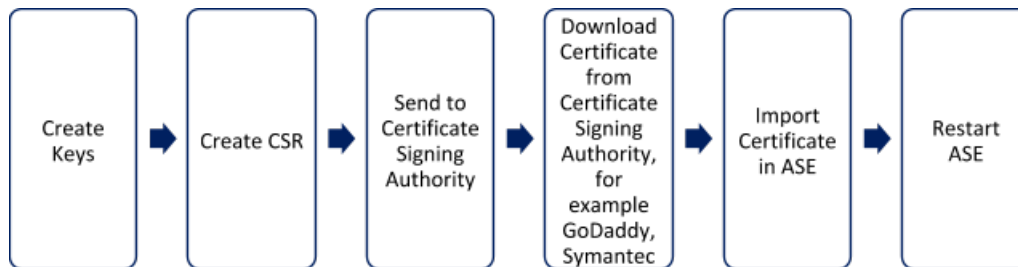 Create
Keys
Create CSR
Send to
Certificate
Signing
Authority
Download
Certificate
from
Certificate
Signing
Authority,
for
example
GoDaddy,
Symantec
Import
Certificate
in ASE
Restart
ASE